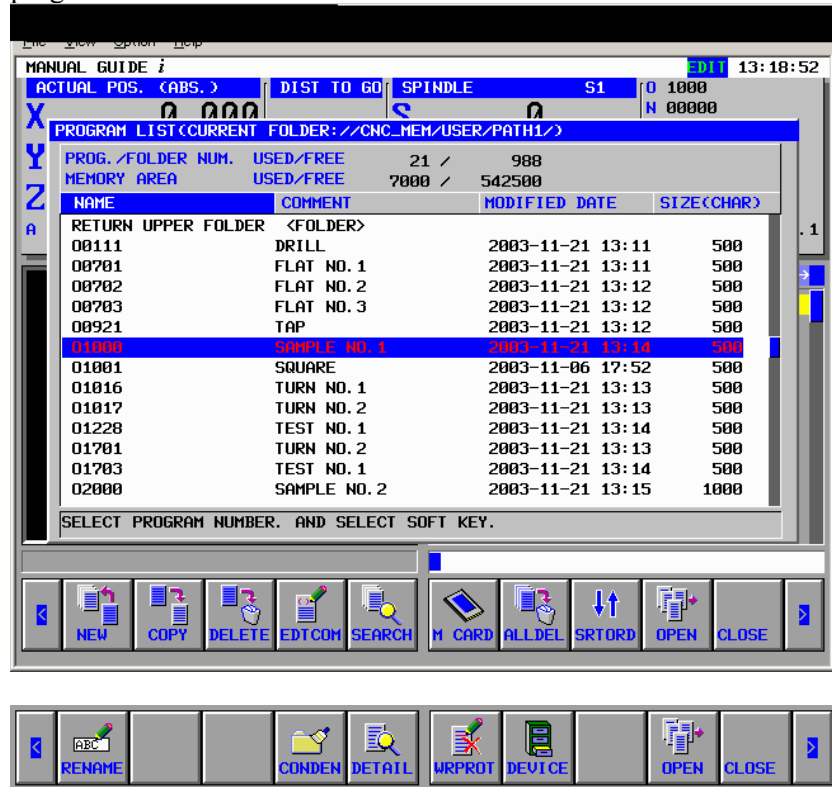 File View Option Help
MANUAL GUIDE i EDIT 13:18:52
ACTUAL POS. (ABS.) DIST TO GO SPINDLE S1 O 1000
X 0.000 S 0 N 00000
PROGRAM LIST(CURRENT FOLDER://CNC_MEM/USER/PATH1/)
Y
PROG./FOLDER NUM. USED/FREE 21 / 988
MEMORY AREA USED/FREE 7000 / 542500
Z
NAME COMMENT MODIFIED DATE SIZE(CHAR)
RETURN UPPER FOLDER <FOLDER>
A .1
O0111 DRILL 2003-11-21 13:11 500
O0701 FLAT NO.1 2003-11-21 13:11 500
O0702 FLAT NO.2 2003-11-21 13:12 500
O0703 FLAT NO.3 2003-11-21 13:12 500
O0921 TAP 2003-11-21 13:12 500
O1000 SAMPLE NO.1 2003-11-21 13:14 500
O1001 SQUARE 2003-11-06 17:52 500
O1016 TURN NO.1 2003-11-21 13:13 500
O1017 TURN NO.2 2003-11-21 13:13 500
O1228 TEST NO.1 2003-11-21 13:14 500
O1701 TURN NO.2 2003-11-21 13:13 500
O1703 TEST NO.1 2003-11-21 13:14 500
O2000 SAMPLE NO.2 2003-11-21 13:15 1000
SELECT PROGRAM NUMBER. AND SELECT SOFT KEY.
NEW COPY DELETE EDTCOM SEARCH M CARD ALLDEL SRTORD OPEN CLOSE
ABC
RENAME CONDEN DETAIL WRPROT DEVICE OPEN CLOSE